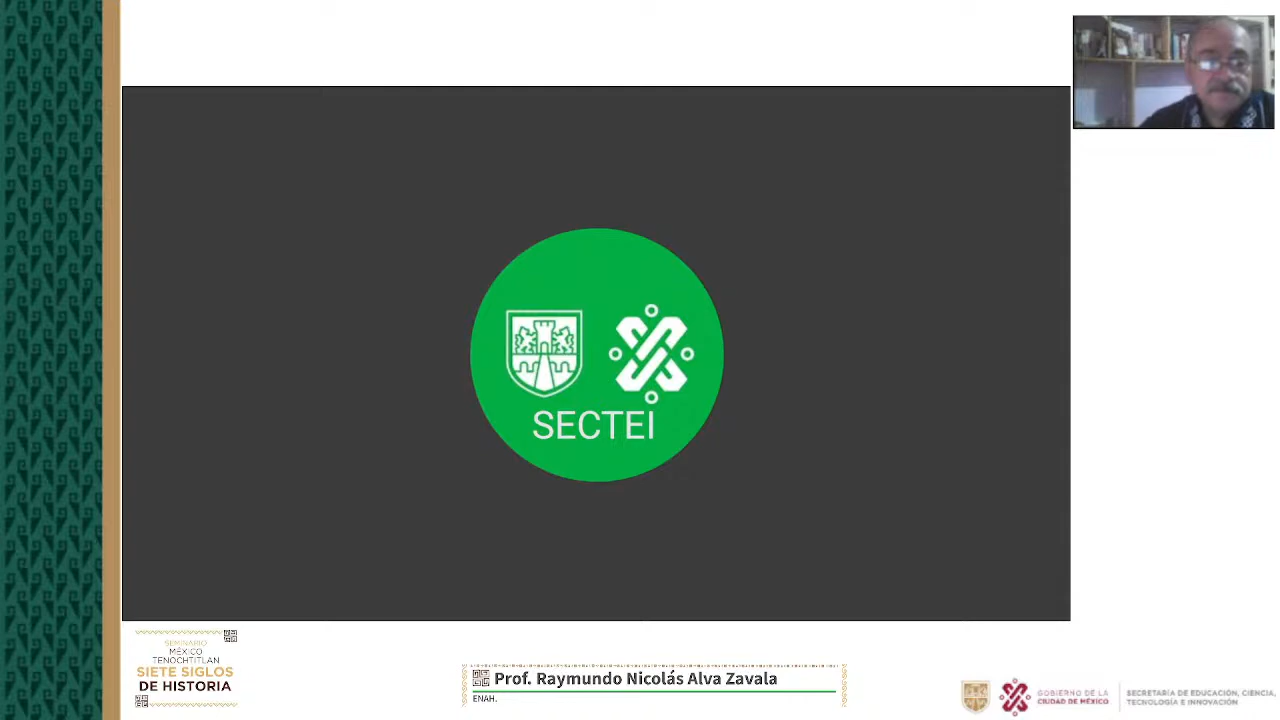 SECTEI
SEMINARIO
MÉXICO
TENOCHTITLAN
SIETE SIGLOS
DE HISTORIA
Prof. Raymundo Nicolás Alva Zavala
ENAH.
GOBIERNO DE LA
CIUDAD DE MÉXICO
SECRETARÍA DE EDUCACIÓN, CIENCIA,
TECNOLOGÍA E INNOVACIÓN